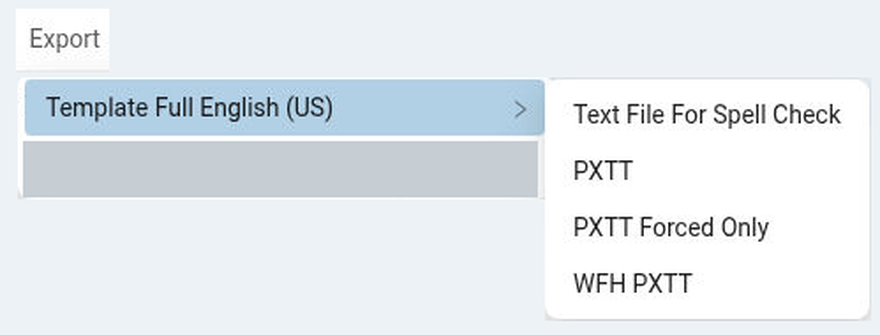 Export
Template Full English (US)
Text File For Spell Check
PXTT
PXTT Forced Only
WFH PXTT